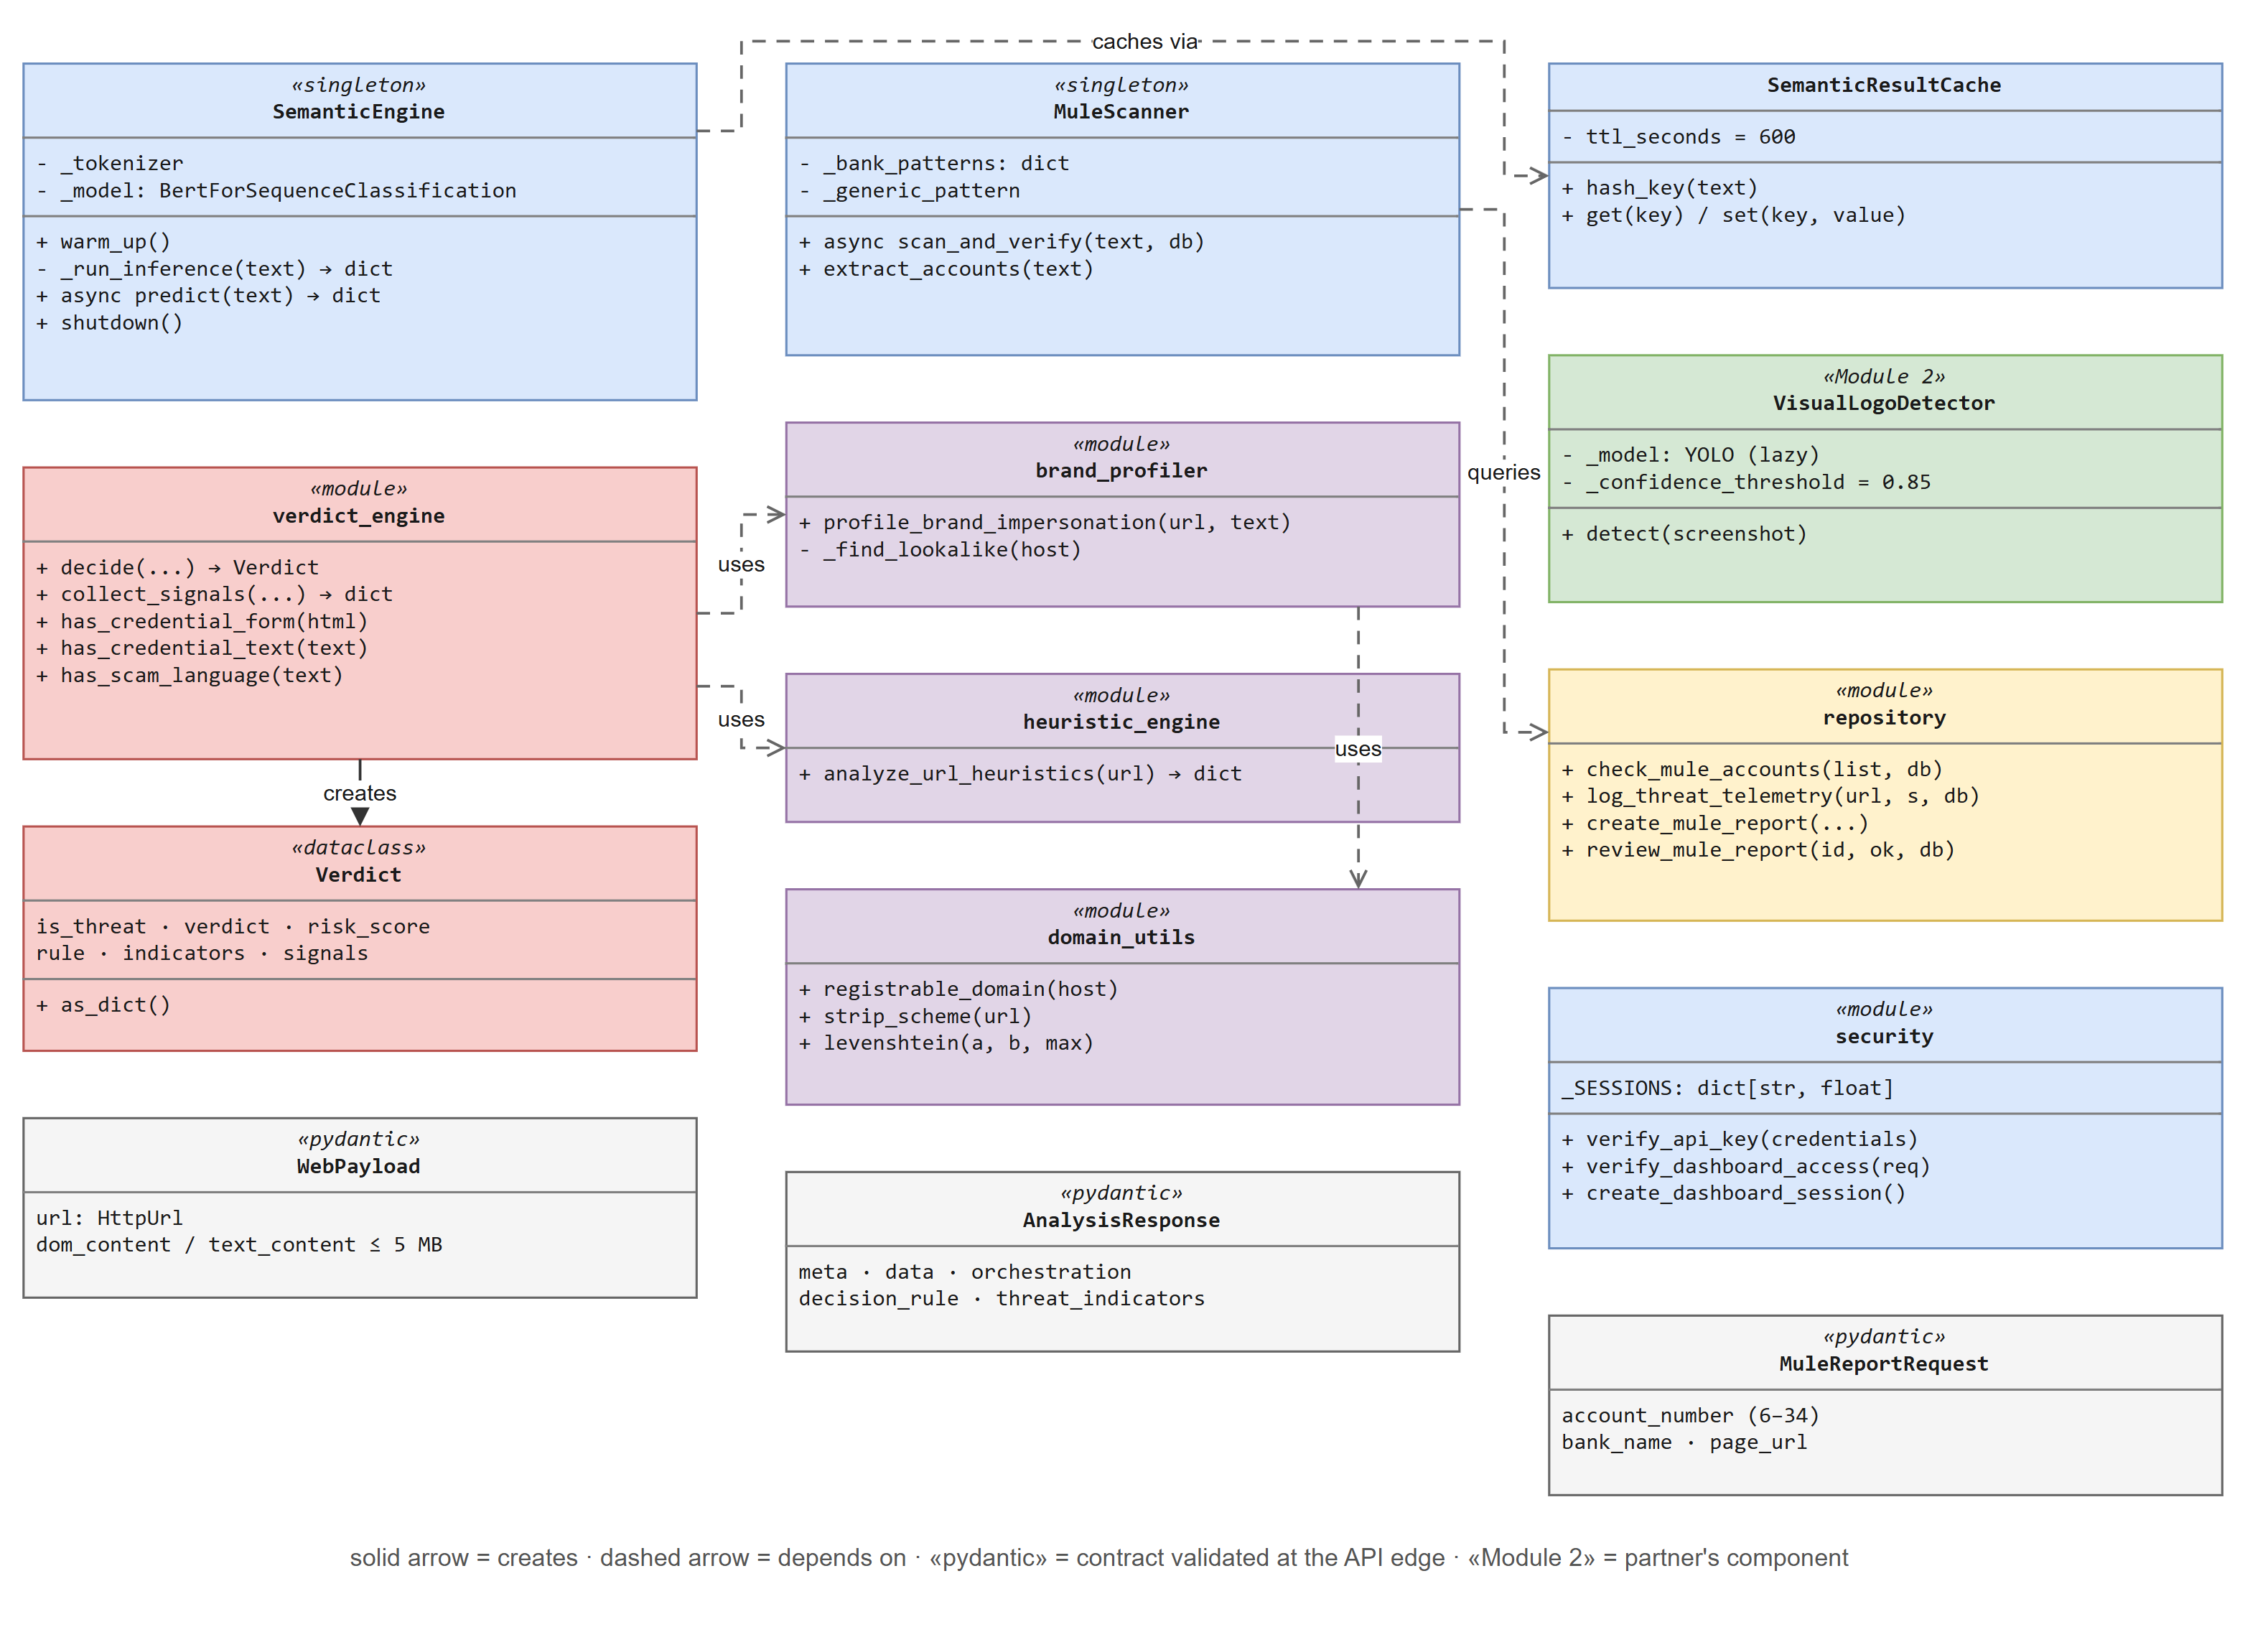 caches via
«singleton»
SemanticEngine
- _tokenizer
- _model: BertForSequenceClassification
+ warm_up()
- _run_inference(text) → dict
+ async predict(text) → dict
+ shutdown()
«singleton»
MuleScanner
- _bank_patterns: dict
- _generic_pattern
+ async scan_and_verify(text, db)
+ extract_accounts(text)
SemanticResultCache
- ttl_seconds = 600
+ hash_key(text)
+ get(key) / set(key, value)
queries
«Module 2»
VisualLogoDetector
- _model: YOLO (lazy)
- _confidence_threshold = 0.85
+ detect(screenshot)
«module»
verdict_engine
+ decide(...) → Verdict
+ collect_signals(...) → dict
+ has_credential_form(html)
+ has_credential_text(text)
+ has_scam_language(text)
uses
uses
creates
«module»
brand_profiler
+ profile_brand_impersonation(url, text)
- _find_lookalike(host)
«module»
heuristic_engine
+ analyze_url_heuristics(url) → dict
uses
«module»
repository
+ check_mule_accounts(list, db)
+ log_threat_telemetry(url, s, db)
+ create_mule_report(...)
+ review_mule_report(id, ok, db)
«dataclass»
Verdict
is_threat · verdict · risk_score
rule · indicators · signals
+ as_dict()
«module»
domain_utils
+ registrable_domain(host)
+ strip_scheme(url)
+ levenshtein(a, b, max)
«module»
security
_SESSIONS: dict[str, float]
+ verify_api_key(credentials)
+ verify_dashboard_access(req)
+ create_dashboard_session()
«pydantic»
WebPayload
url: HttpUrl
dom_content / text_content ≤ 5 MB
«pydantic»
AnalysisResponse
meta · data · orchestration
decision_rule · threat_indicators
«pydantic»
MuleReportRequest
account_number (6–34)
bank_name · page_url
solid arrow = creates · dashed arrow = depends on · «pydantic» = contract validated at the API edge · «Module 2» = partner's component